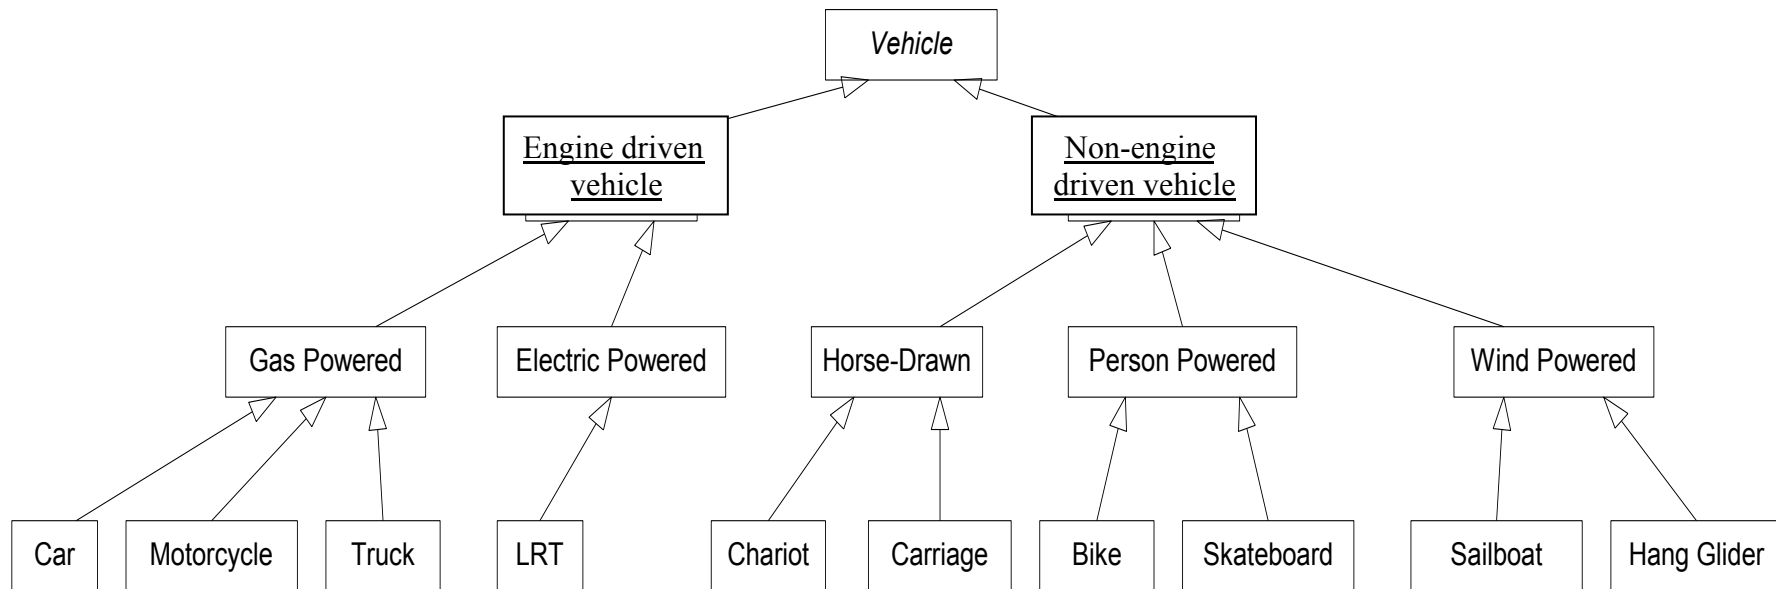 Vehicle
Engine driven
vehicle
Non-engine
driven vehicle
Gas Powered
Electric Powered
Horse-Drawn
Person Powered
Wind Powered
Car
Motorcycle
Truck
LRT
Chariot
Carriage
Bike
Skateboard
Sailboat
Hang Glider